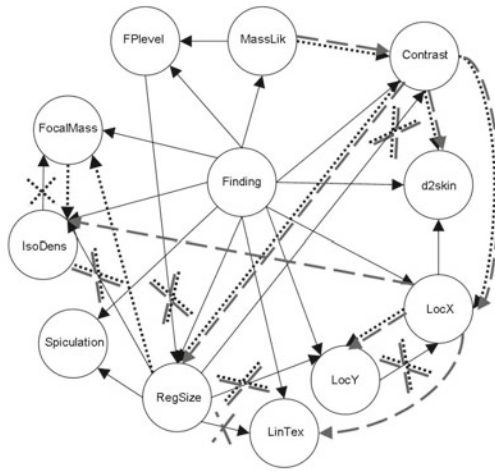 FPlevel
MassLik
Contrast
FocalMass
Finding
d2skin
IsoDens
LocX
Spiculation
RegSize
LocY
LinTex